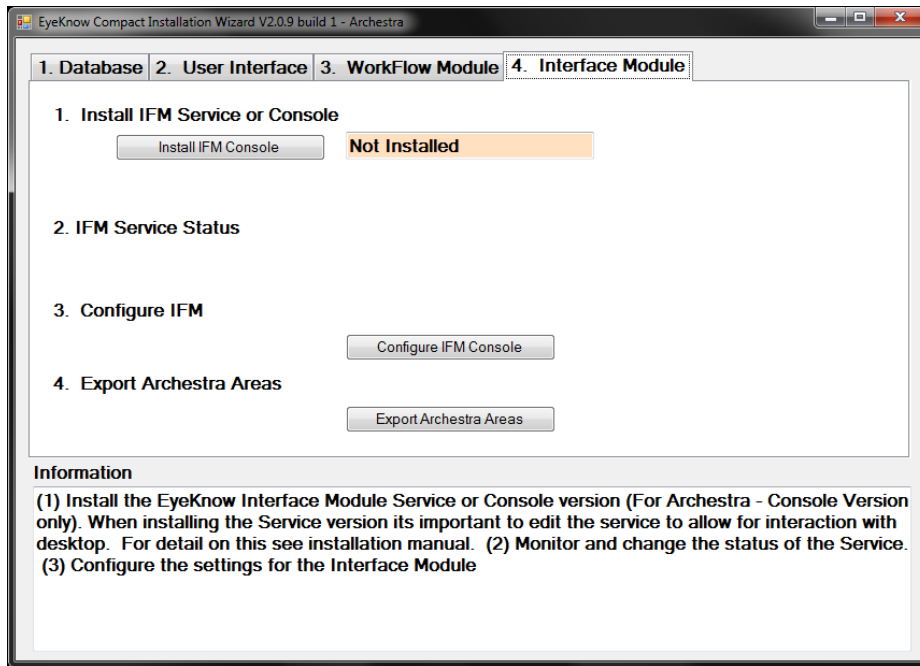 EyeKnow Compact Installation Wizard V2.0.9 build 1 - Archestra
1. Database 2. User Interface 3. WorkFlow Module 4. Interface Module
1. Install IFM Service or Console
Install IFM Console Not Installed
2. IFM Service Status
3. Configure IFM
Configure IFM Console
4. Export Archestra Areas
Export Archestra Areas
Information
(1) Install the EyeKnow Interface Module Service or Console version (For Archestra - Console Version
only). When installing the Service version its important to edit the service to allow for interaction with
desktop. For detail on this see installation manual. (2) Monitor and change the status of the Service.
(3) Configure the settings for the Interface Module